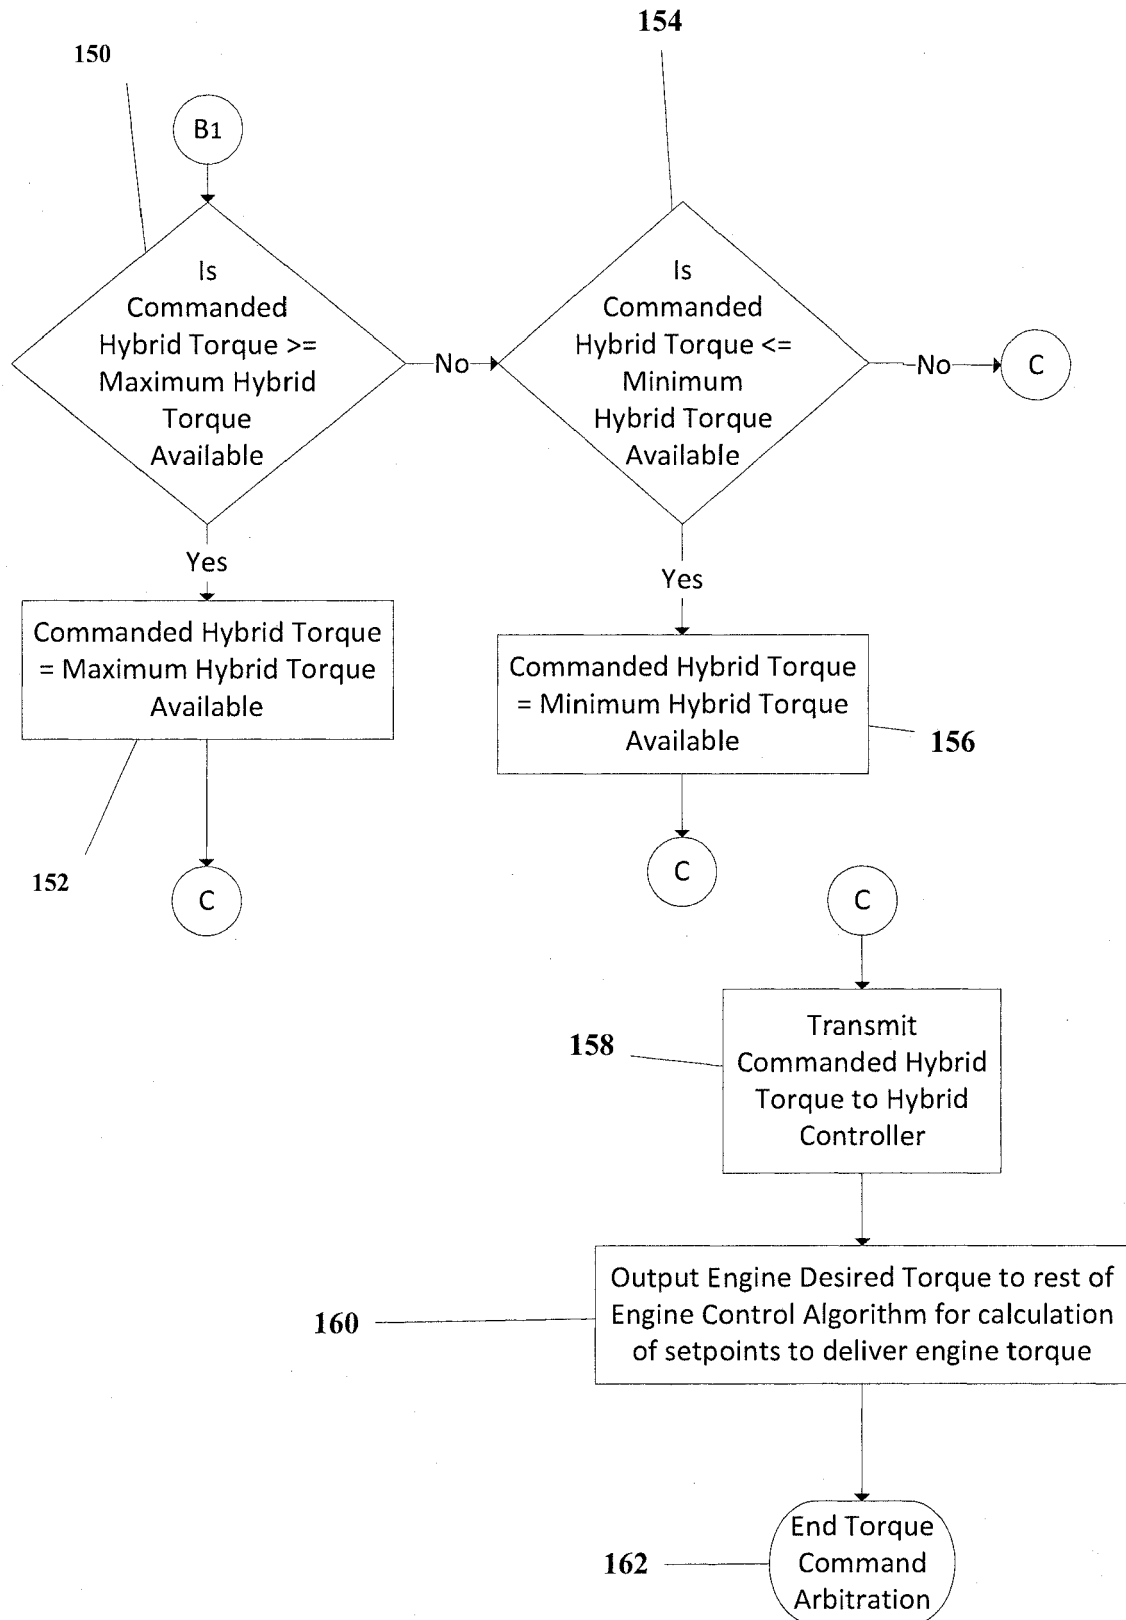 150
154
B1
Is
Commanded
Hybrid Torque >=
Maximum Hybrid
Torque
Available
No
Is
Commanded
Hybrid Torque <=
Minimum
Hybrid Torque
Available
No
C
Yes
Yes
Commanded Hybrid Torque
= Maximum Hybrid Torque
Available
Commanded Hybrid Torque
= Minimum Hybrid Torque
Available
156
152
C
C
C
158
Transmit
Commanded Hybrid
Torque to Hybrid
Controller
160
Output Engine Desired Torque to rest of
Engine Control Algorithm for calculation
of setpoints to deliver engine torque
162
End Torque
Command
Arbitration